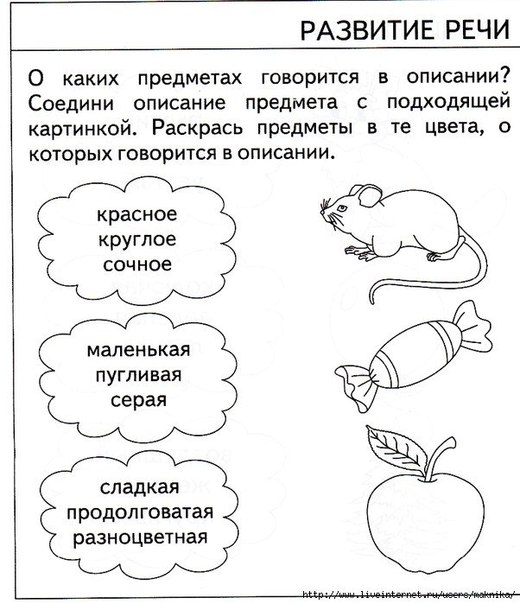 РАЗВИТИЕ РЕЧИ
О каких предметах говорится в описании?
Соедини описание предмета с подходящей
картинкой. Раскрась предметы в те цвета, о
которых говорится в описании.
красное
круглое
сочное
маленькая
пугливая
серая
сладкая
продолговатая
разноцветная
http://www.liveinternet.ru/users/maknika/